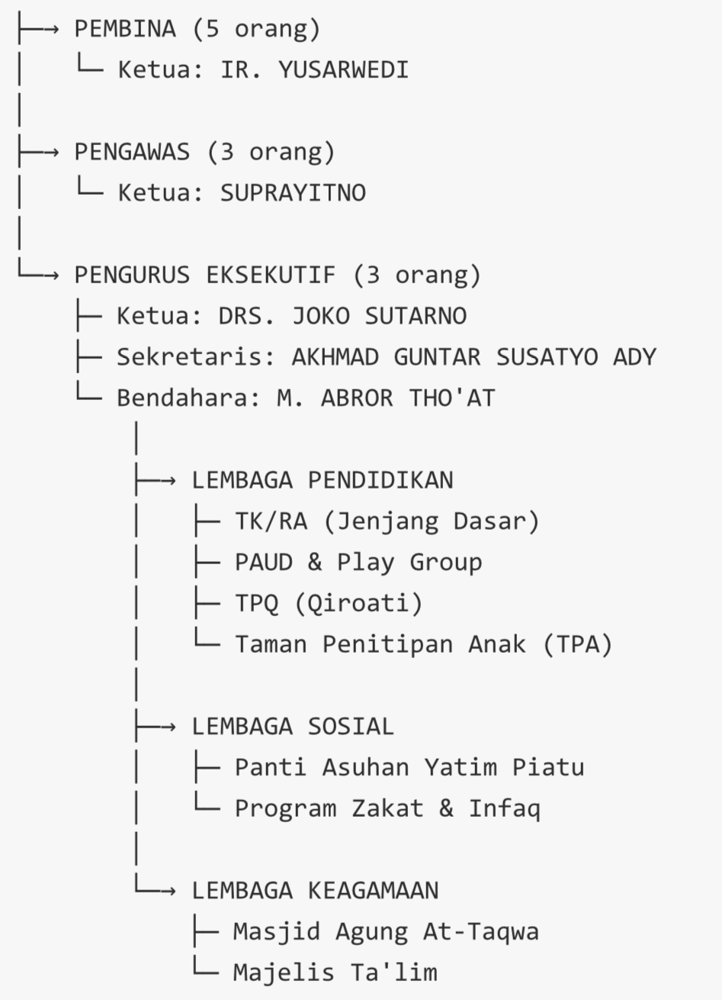 ├─→ PEMBINA (5 orang)
│   └─ Ketua: IR. YUSARWEDI
│
├─→ PENGAWAS (3 orang)
│   └─ Ketua: SUPRAYITNO
│
└─→ PENGURUS EKSEKUTIF (3 orang)
    ├─ Ketua: DRS. JOKO SUTARNO
    ├─ Sekretaris: AKHMAD GUNTAR SUSATYO ADY
    └─ Bendahara: M. ABROR THO'AT
        │
        ├─→ LEMBAGA PENDIDIKAN
        │   ├─ TK/RA (Jenjang Dasar)
        │   ├─ PAUD & Play Group
        │   ├─ TPQ (Qiroati)
        │   └─ Taman Penitipan Anak (TPA)
        │
        ├─→ LEMBAGA SOSIAL
        │   ├─ Panti Asuhan Yatim Piatu
        │   └─ Program Zakat & Infaq
        │
        └─→ LEMBAGA KEAGAMAAN
            ├─ Masjid Agung At-Taqwa
            └─ Majelis Ta'lim